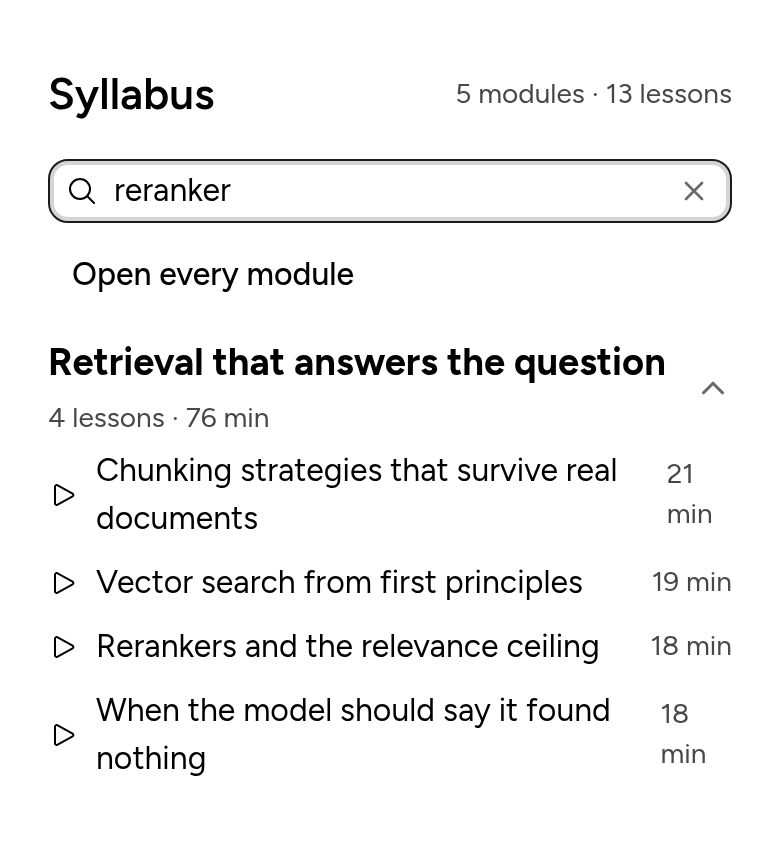 Syllabus
5 modules · 13 lessons
reranker
Open every module
Retrieval that answers the question
4 lessons · 76 min
Chunking strategies that survive real
documents
21
min
Vector search from first principles
19 min
Rerankers and the relevance ceiling
18 min
When the model should say it found
nothing
18
min